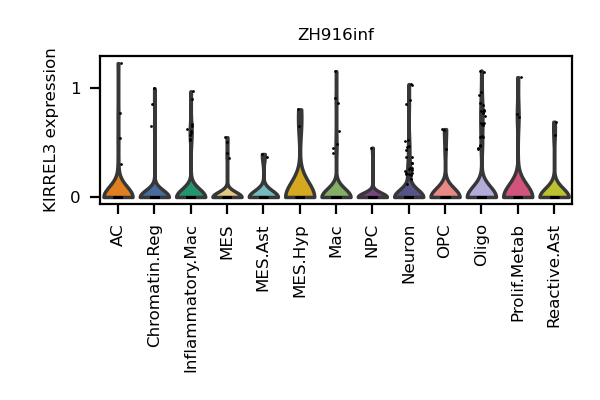 ZH916inf
KIRREL3 expression
1
0
AC
Chromatin.Reg
Inflammatory.Mac
MES
MES.Ast
MES.Hyp
Mac
NPC
Neuron
OPC
Oligo
Prolif.Metab
Reactive.Ast